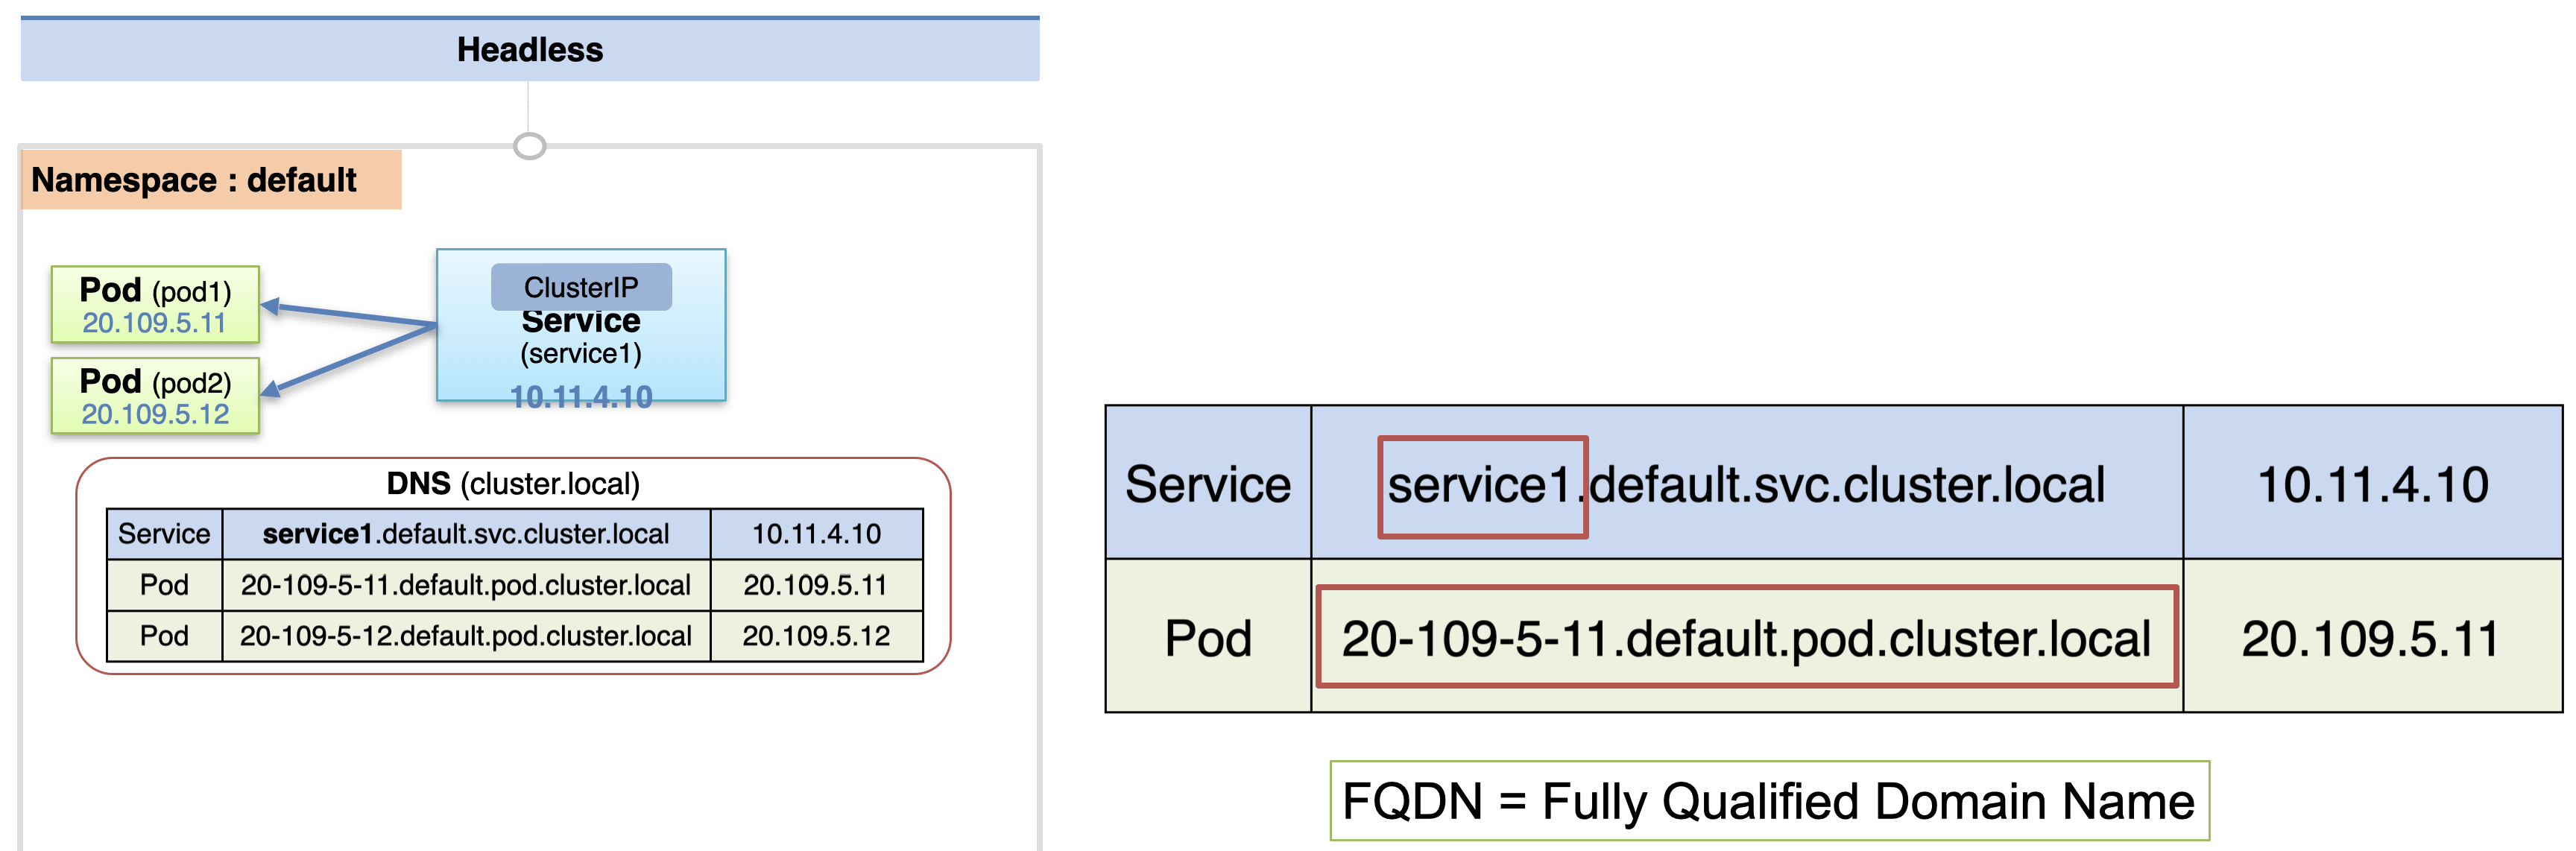 Headless
Namespace : default
Pod (pod1)
20.109.5.11
Pod (pod2)
20.109.5.12
ClusterIP
Service
(service1)
10.11.4.10
DNS (cluster.local)
Service service1.default.svc.cluster.local 10.11.4.10
Pod 20-109-5-11.default.pod.cluster.local 20.109.5.11
Pod 20-109-5-12.default.pod.cluster.local 20.109.5.12
Service service1.default.svc.cluster.local 10.11.4.10
Pod 20-109-5-11.default.pod.cluster.local 20.109.5.11
FQDN = Fully Qualified Domain Name